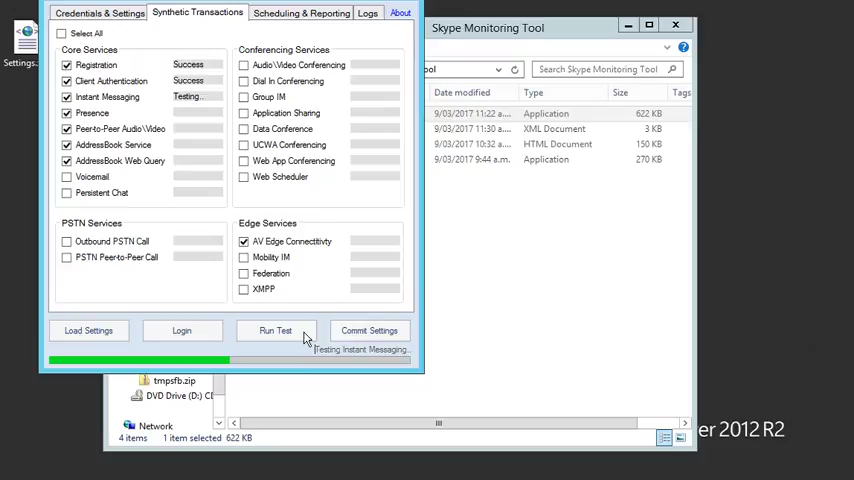 Credentials & Settings Synthetic Transactions Scheduling & Reporting Logs About
Skype Monitoring Tool
Select All
Core Services
Registration Success
Client Authentication Success
Instant Messaging Testing..
Presence
Peer-to-Peer Audio\Video
AddressBook Service
AddressBook Web Query
Voicemail
Persistent Chat
Conferencing Services
Audio\Video Conferencing
Dial In Conferencing
Group IM
Application Sharing
Data Conference
UCWA Conferencing
Web App Conferencing
Web Scheduler
PSTN Services
Outbound PSTN Call
PSTN Peer-to-Peer Call
Edge Services
AV Edge Connectitivty
Mobility IM
Federation
XMPP
Load Settings Login Run Test Commit Settings
Testing Instant Messaging..
Settings.
ool Search Skype Monitoring Tool
Date modified Type Size Tags
9/03/2017 11:22 a.... Application 622 KB
9/03/2017 11:30 a.... XML Document 3 KB
9/03/2017 10:32 a.... HTML Document 150 KB
9/03/2017 9:44 a.m. Application 270 KB
tmpsfb.zip
DVD Drive (D:) CD
Network
4 items 1 item selected 622 KB
er 2012 R2